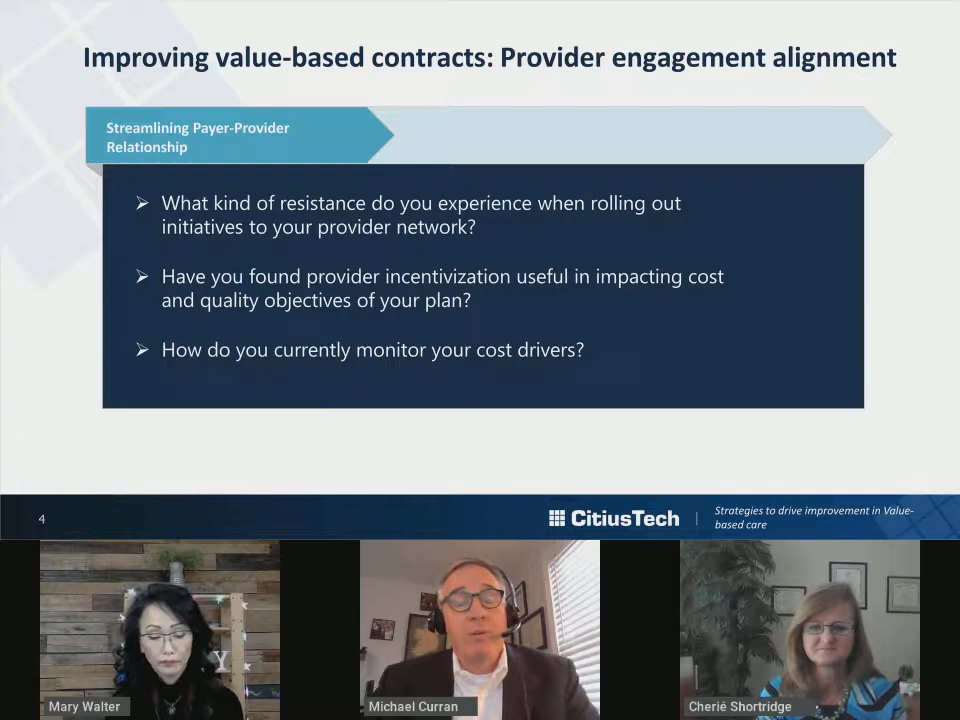 Improving value-based contracts: Provider engagement alignment
Streamlining Payer-Provider
Relationship
What kind of resistance do you experience when rolling out
initiatives to your provider network?
Have you found provider incentivization useful in impacting cost
and quality objectives of your plan?
How do you currently monitor your cost drivers?
4
CitiusTech
Strategies to drive improvement in Value-
based care
Y
Mary Walter
Michael Curran
Cherié Shortridge